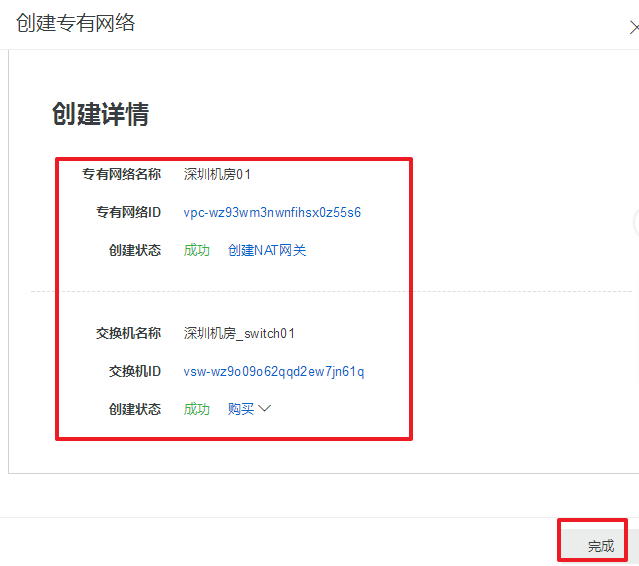 创建专有网络
创建详情
专有网络名称 深圳机房01
专有网络ID vpc-wz93wm3nwnfihsx0z55s6
创建状态 成功 创建NAT网关
交换机名称 深圳机房_switch01
交换机ID vsw-wz9o09o62qqd2ew7jn61q
创建状态 成功 购买
完成